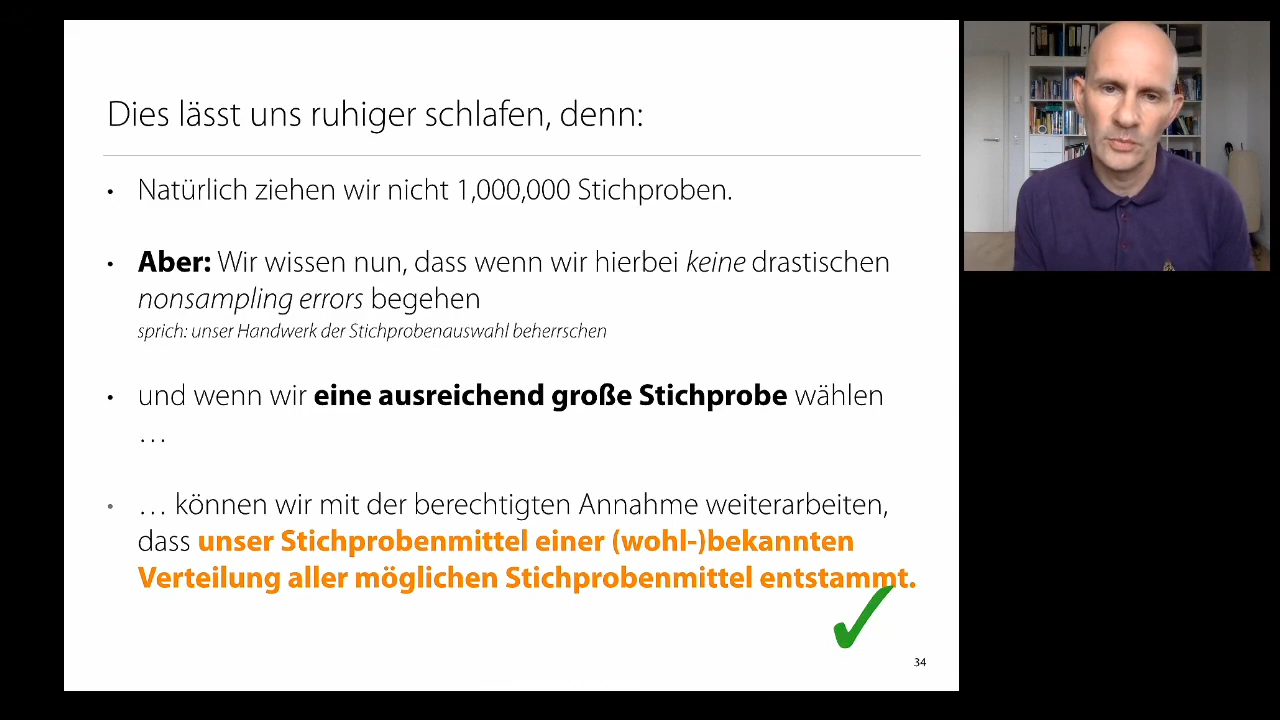 Dies lässt uns ruhiger schlafen, denn:
• Natürlich ziehen wir nicht 1,000,000 Stichproben.
• Aber: Wir wissen nun, dass wenn wir hierbei keine drastischen
nonsampling errors begehen
sprich: unser Handwerk der Stichprobenauswahl beherrschen
• und wenn wir eine ausreichend große Stichprobe wählen
…
• … können wir mit der berechtigten Annahme weiterarbeiten,
dass unser Stichprobenmittel einer (wohl-)bekannten
Verteilung aller möglichen Stichprobenmittel entstammt.
34